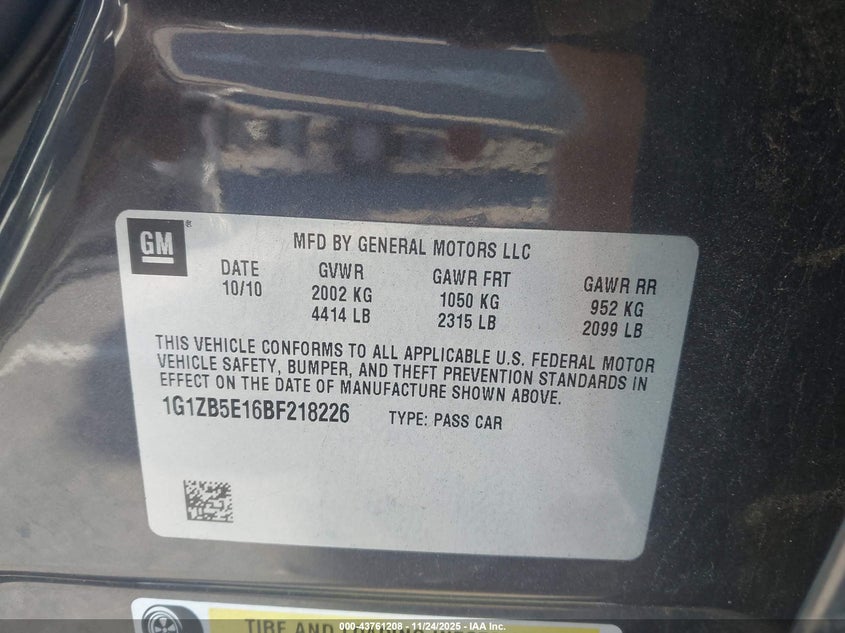 GM ®
MFD BY GENERAL MOTORS LLC
DATE GVWR GAWR FRT GAWR RR
10/10 2002 KG 1050 KG 952 KG
4414 LB 2315 LB 2099 LB
THIS VEHICLE CONFORMS TO ALL APPLICABLE U.S. FEDERAL MOTOR
VEHICLE SAFETY, BUMPER, AND THEFT PREVENTION STANDARDS IN
EFFECT ON THE DATE OF MANUFACTURE SHOWN ABOVE.
1G1ZB5E16BF218226 TYPE: PASS CAR
TIRE AND
000-43761208 - 11/24/2025 - IAA Inc.